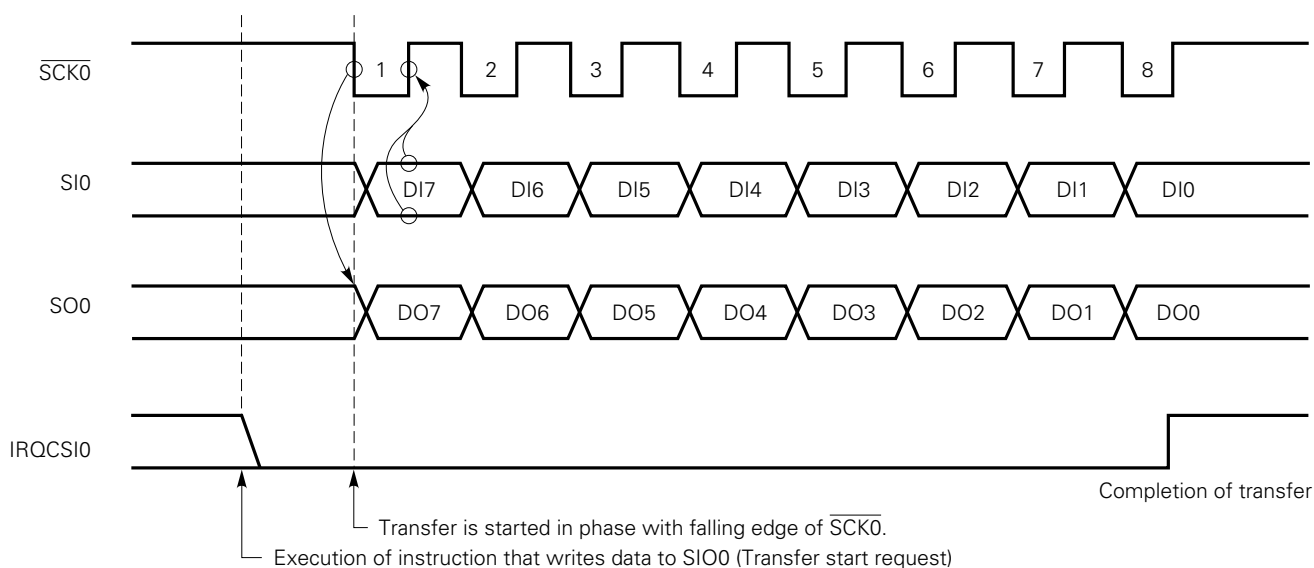 SCK0 1 2 3 4 5 6 7 8
SI0 DI7 DI6 DI5 DI4 DI3 DI2 DI1 DI0
SO0 DO7 DO6 DO5 DO4 DO3 DO2 DO1 DO0
IRQCSI0
Completion of transfer
Transfer is started in phase with falling edge of SCK0.
Execution of instruction that writes data to SIO0 (Transfer start request)